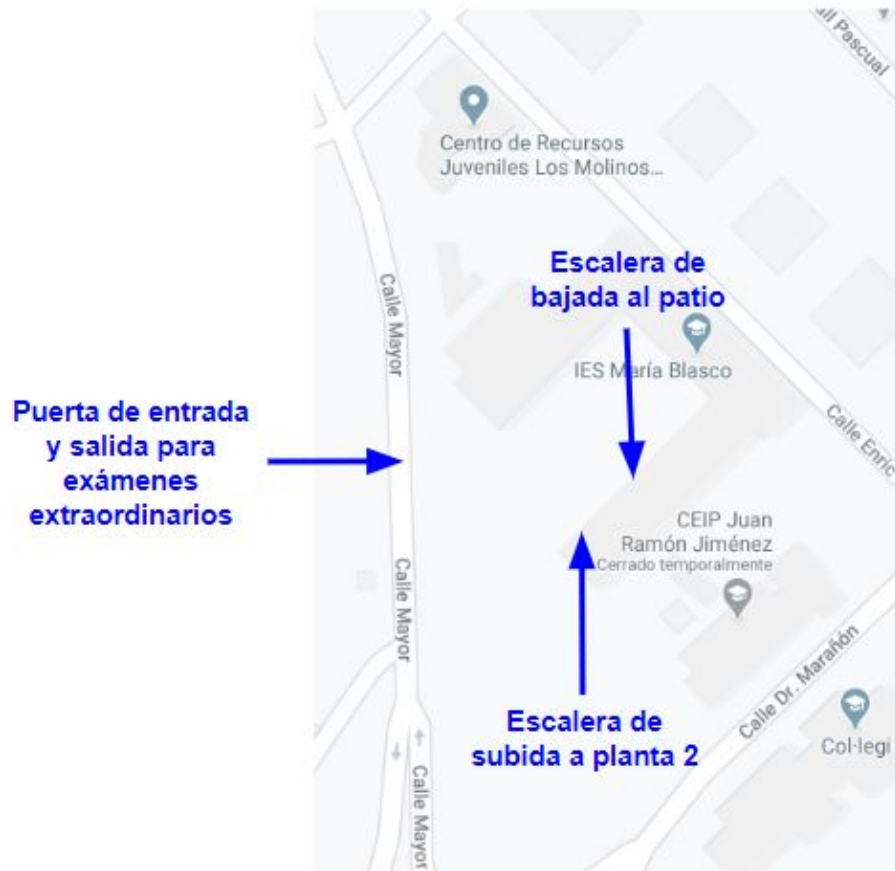 Pascual
Centro de Recursos
Juveniles Los Molinos...
Escalera de
bajada al patio
Calle Mayor
IES María Blasco
Puerta de entrada
y salida para
exámenes
extraordinarios
Calle Enric
CEIP Juan
Ramón Jiménez
Cerrado temporalmente
Calle Mayor
Calle Dr. Marañón
Escalera de
subida a planta 2
Col·legi
Calle Mayor